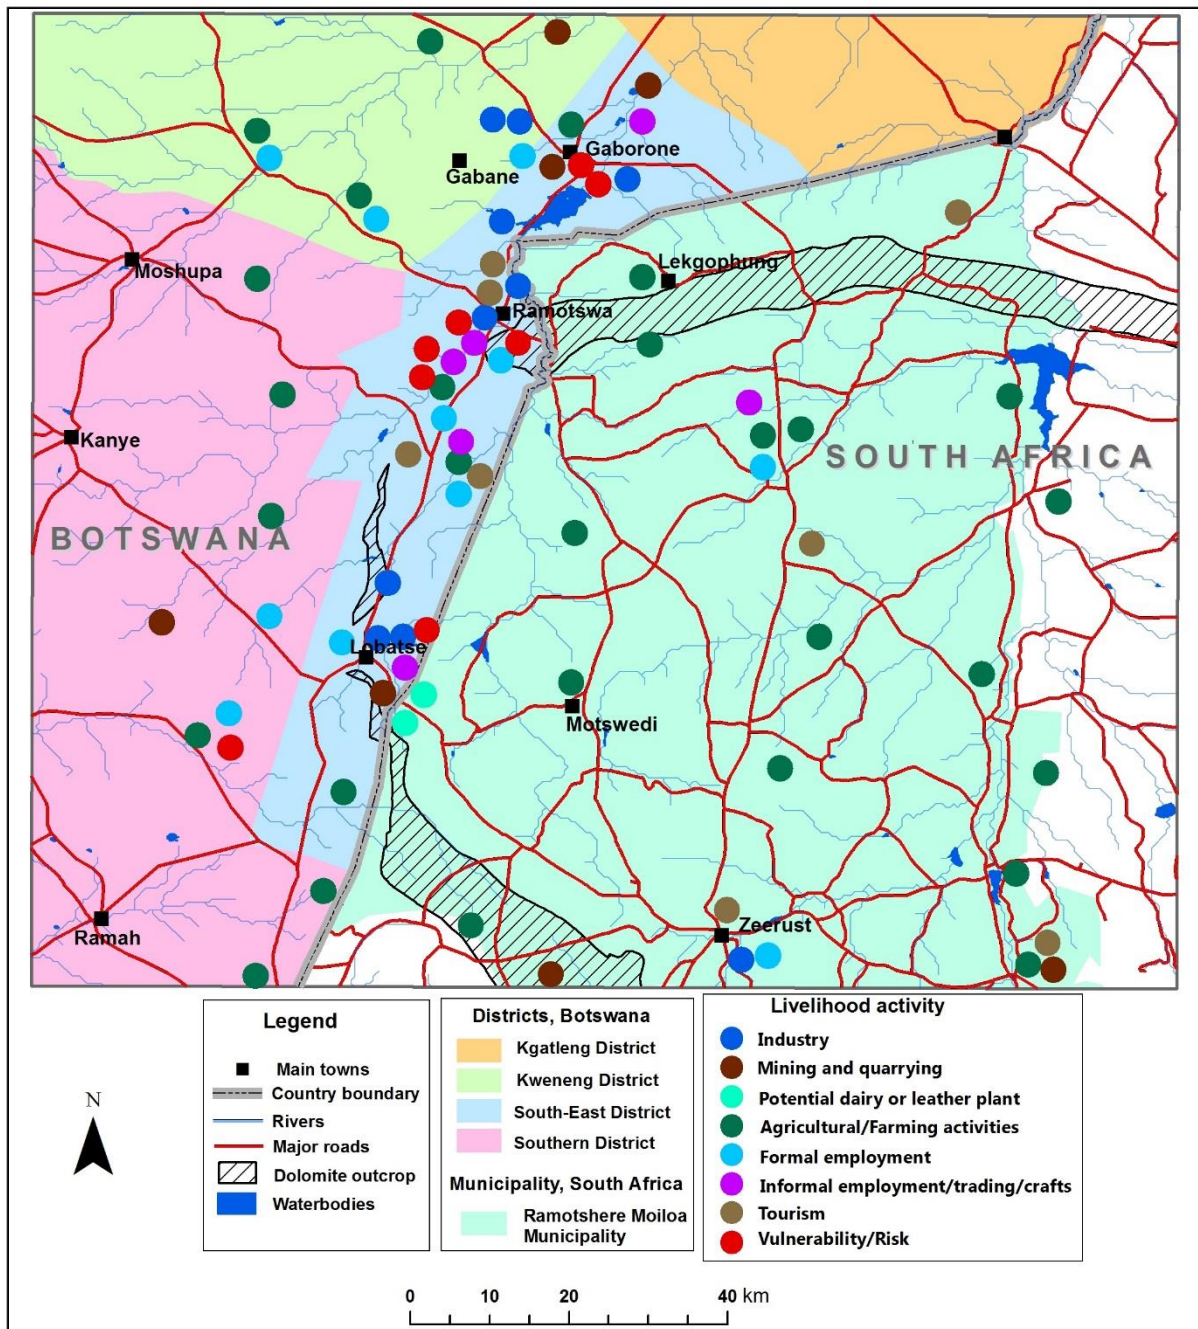 Gaborone
Gabane
Moshupa
Lekgophung
Ramotswa
Kanye
SOUTH AFRICA
BOTSWANA
Lobatse
Motswedi
Zeerust
Ramah
N
Legend
Main towns
Country boundary
Rivers
Major roads
Dolomite outcrop
Waterbodies
Districts, Botswana
Kgatleng District
Kweneng District
South-East District
Southern District
Municipality, South Africa
Ramotshere Moiloa
Municipality
Livelihood activity
Industry
Mining and quarrying
Potential dairy or leather plant
Agricultural/Farming activities
Formal employment
Informal employment/trading/crafts
Tourism
Vulnerability/Risk
0 10 20 40 km